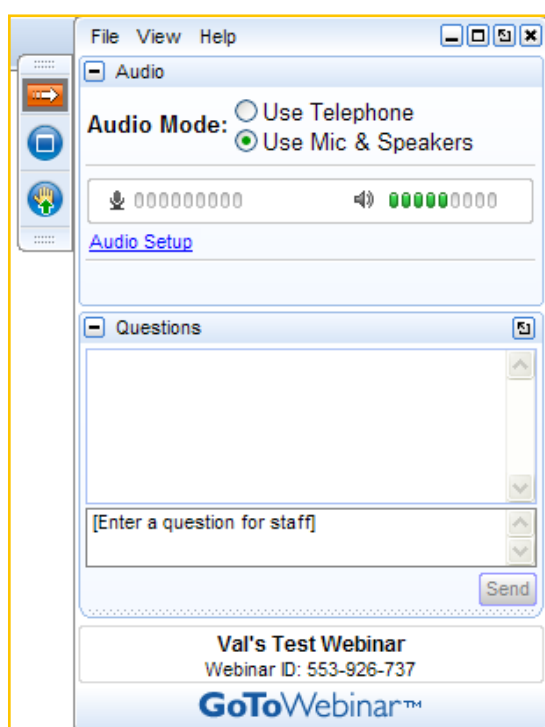 File View Help
Audio
Audio Mode:
Use Telephone
Use Mic & Speakers
Audio Setup
Questions
[Enter a question for staff]
Send
Val's Test Webinar
Webinar ID: 553-926-737
GoToWebinar™